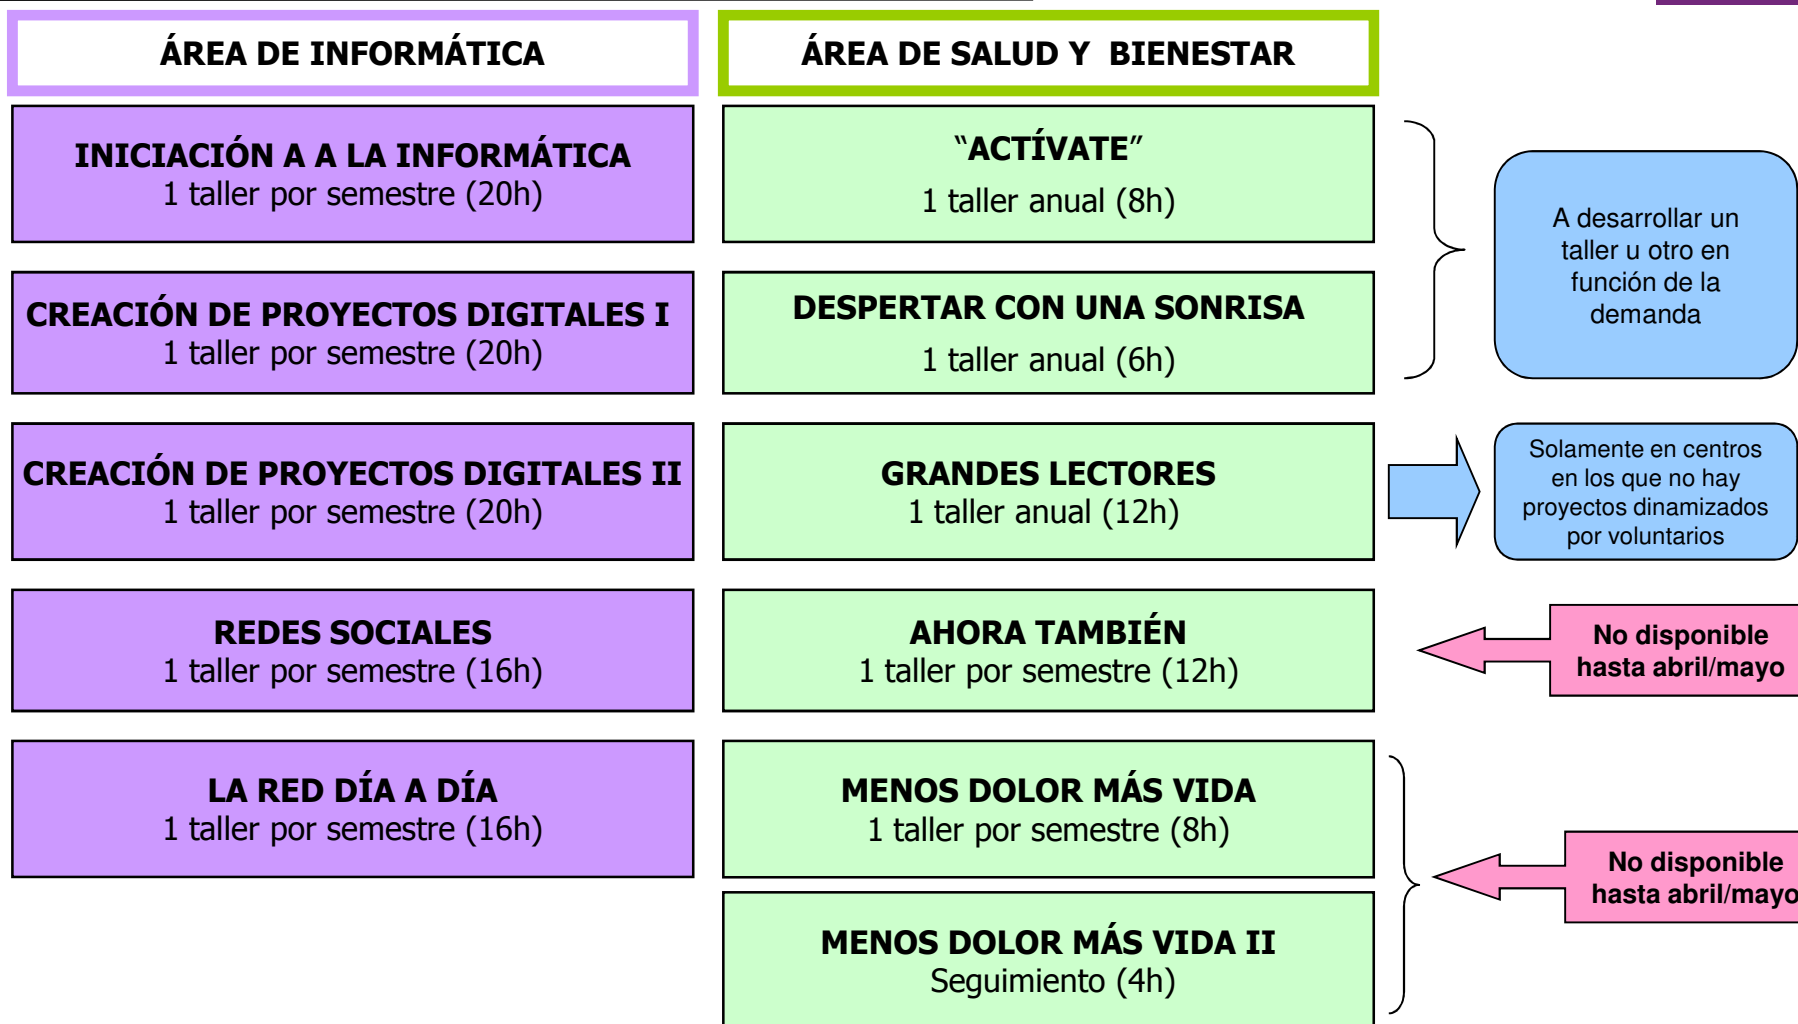 ÁREA DE INFORMÁTICA
INICIACIÓN A A LA INFORMÁTICA
1 taller por semestre (20h)
CREACIÓN DE PROYECTOS DIGITALES I
1 taller por semestre (20h)
CREACIÓN DE PROYECTOS DIGITALES II
1 taller por semestre (20h)
REDES SOCIALES
1 taller por semestre (16h)
LA RED DÍA A DÍA
1 taller por semestre (16h)
ÁREA DE SALUD Y BIENESTAR
“ACTÍVATE”
1 taller anual (8h)
DESPERTAR CON UNA SONRISA
1 taller anual (6h)
A desarrollar un
taller u otro en
función de la
demanda
GRANDES LECTORES
1 taller anual (12h)
Solamente en centros
en los que no hay
proyectos dinamizados
por voluntarios
AHORA TAMBIÉN
1 taller por semestre (12h)
No disponible
hasta abril/mayo
MENOS DOLOR MÁS VIDA
1 taller por semestre (8h)
MENOS DOLOR MÁS VIDA II
Seguimiento (4h)
No disponible
hasta abril/mayo